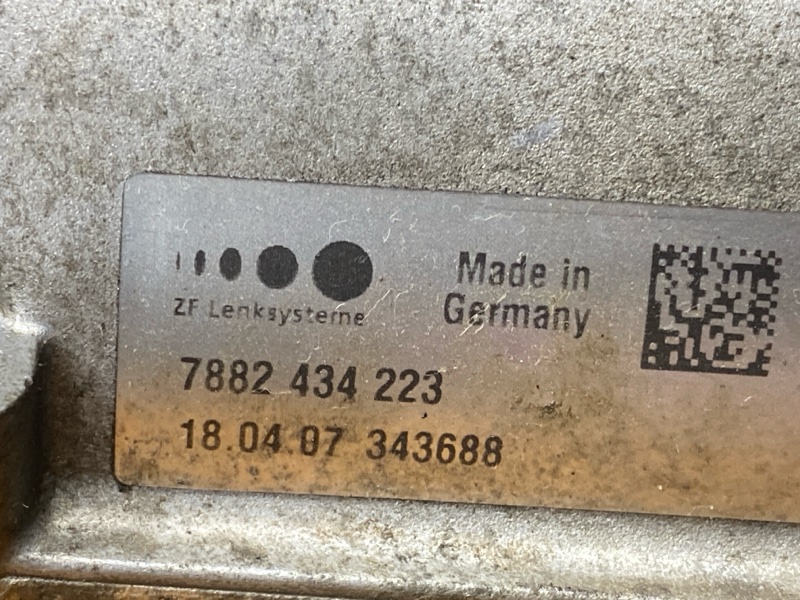 ZF Lenksysteme
Made in
Germany
7882 434 223
18.04.07 343688